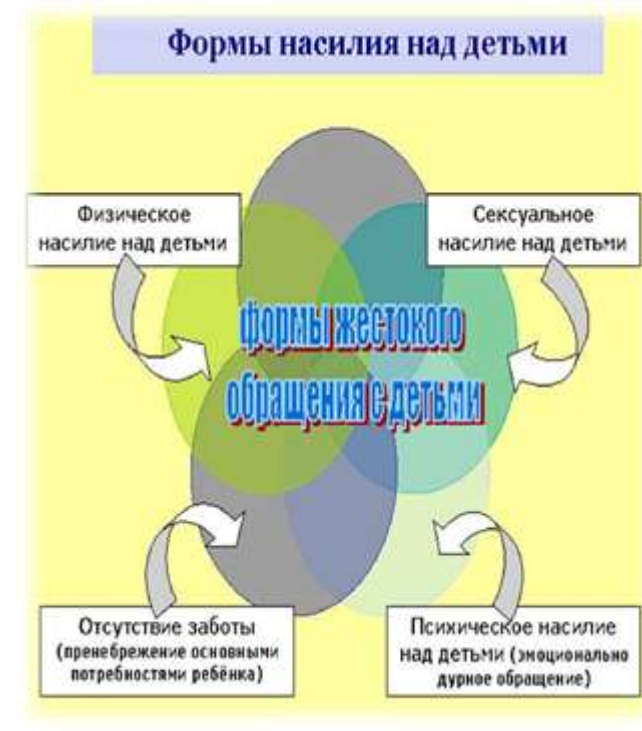 Формы насилия над детьми
Физическое
насилие над детьми
Сексуальное
насилие над детьми
формы жестокого
обращения с детьми
Отсутствие заботы
(пренебрежение основными
потребностями ребёнка)
Психическое насилие
над детьми (эмоционально
дурное обращение)